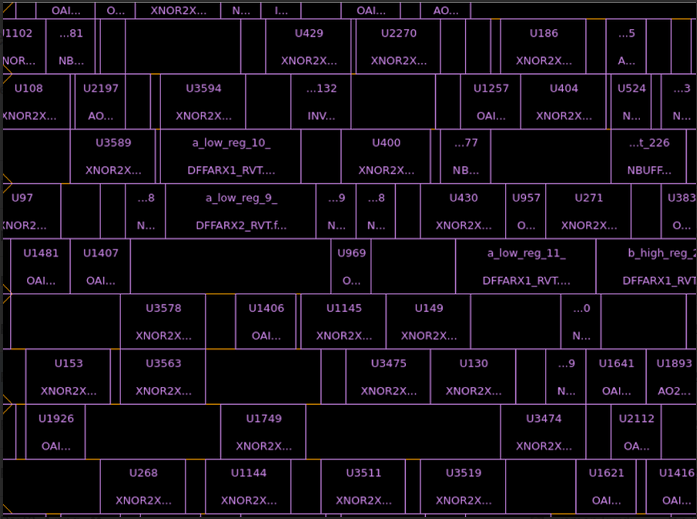 OAI... O... XNOR2X... N... I... OAI... AO...
U1102 ...81 U429 U2270 U186 ...5
NOR... NB... XNOR2X... XNOR2X... XNOR2X... A...
U108 U2197 U3594 ...132 U1257 U404 U524 ...3
XNOR2X... AO... XNOR2X... INV... OAI... XNOR2X... N... N...
U3589 a_low_reg_10_ U400 ...77 ...t_226
XNOR2X... DFFARX1_RVT.... XNOR2X... NB... NBUFF...
U97 ...8 a_low_reg_9_ ...9 ...8 U430 U957 U271 U383
XNOR2... N... DFFARX2_RVT.f... N... N... XNOR2X... O... XNOR2X... O...
U1481 U1407 U969 a_low_reg_11_ b_high_reg_2
OAI... OAI... O... DFFARX1_RVT.... DFFARX1_RVT
U3578 U1406 U1145 U149 ...0
XNOR2X... OAI... XNOR2X... XNOR2X... N...
U153 U3563 U3475 U130 ...9 U1641 U1893
XNOR2X... XNOR2X... XNOR2X... XNOR2X... N... OAI... AO2...
U1926 U1749 U3474 U2112
OAI... XNOR2X... XNOR2X... OA...
U268 U1144 U3511 U3519 U1621 U1416
XNOR2X... XNOR2X... XNOR2X... XNOR2X... OAI... OAI...